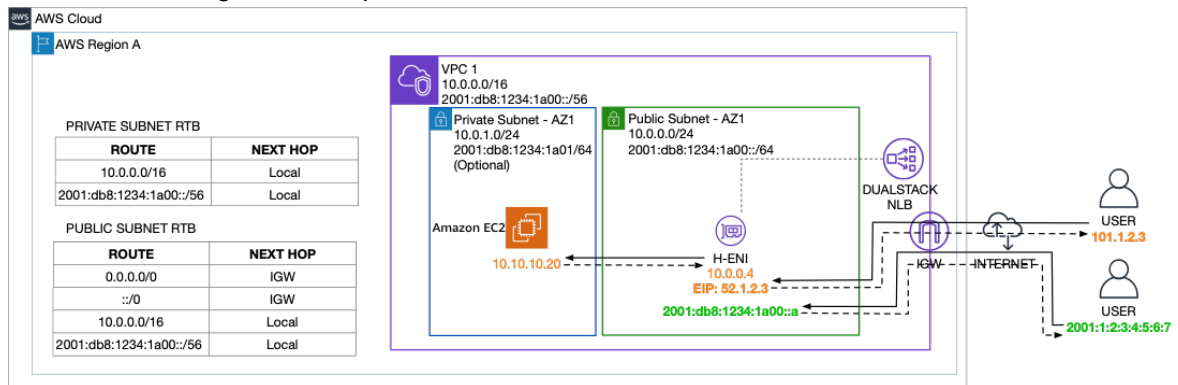 aws AWS Cloud
AWS Region A
VPC 1
10.0.0.0/16
2001:db8:1234:1a00::/56
Private Subnet - AZ1
10.0.1.0/24
2001:db8:1234:1a01/64
(Optional)
Public Subnet - AZ1
10.0.0.0/24
2001:db8:1234:1a00::/64
PRIVATE SUBNET RTB
ROUTE NEXT HOP
10.0.0.0/16 Local
2001:db8:1234:1a00::/56 Local
PUBLIC SUBNET RTB
ROUTE NEXT HOP
0.0.0.0/0 IGW
::/0 IGW
10.0.0.0/16 Local
2001:db8:1234:1a00::/56 Local
Amazon EC2
10.10.10.20
H-ENI
10.0.0.4
EIP: 52.1.2.3
2001:db8:1234:1a00::a
DUALSTACK
NLB
IGW
INTERNET
USER
101.1.2.3
USER
2001:1:2:3:4:5:6:7